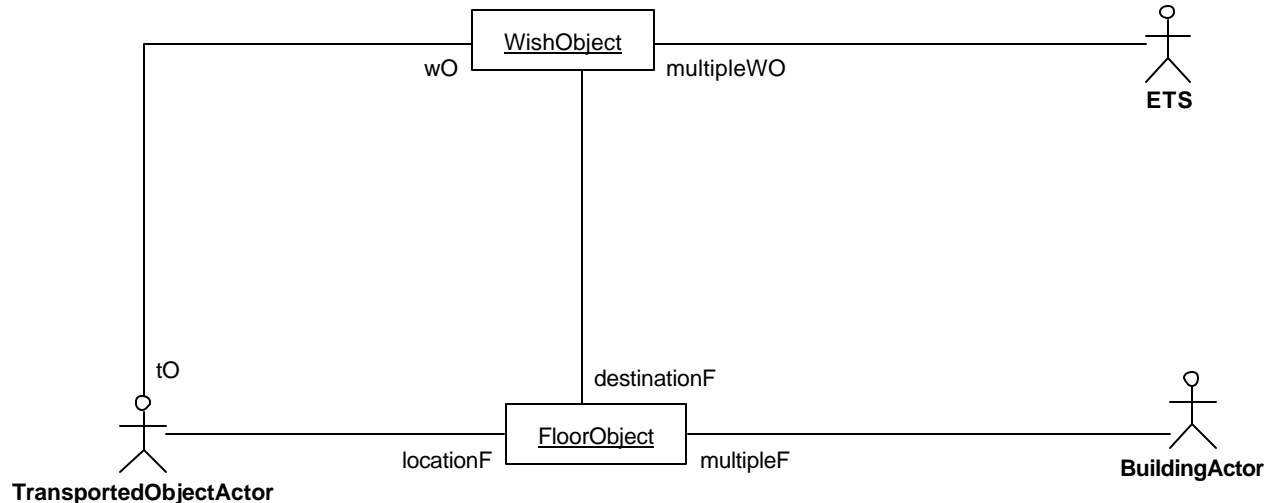 WishObject
wO
multipleWO
ETS
tO
destinationF
FloorObject
locationF
multipleF
BuildingActor
TransportedObjectActor